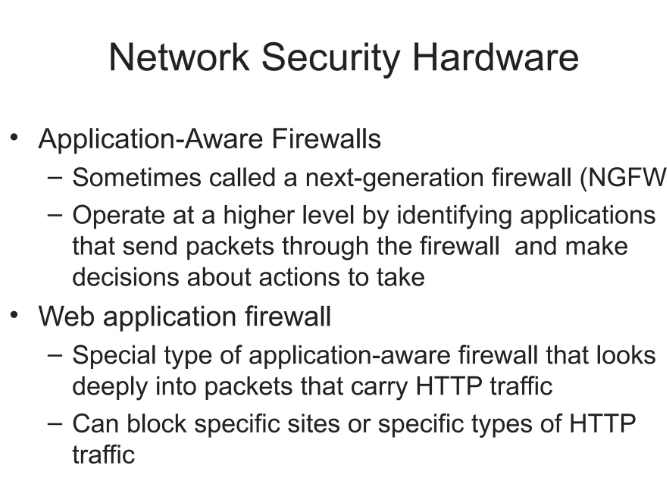 Network Security Hardware
• Application-Aware Firewalls
– Sometimes called a next-generation firewall (NGFW
– Operate at a higher level by identifying applications
that send packets through the firewall  and make
decisions about actions to take
• Web application firewall
– Special type of application-aware firewall that looks
deeply into packets that carry HTTP traffic
– Can block specific sites or specific types of HTTP
traffic